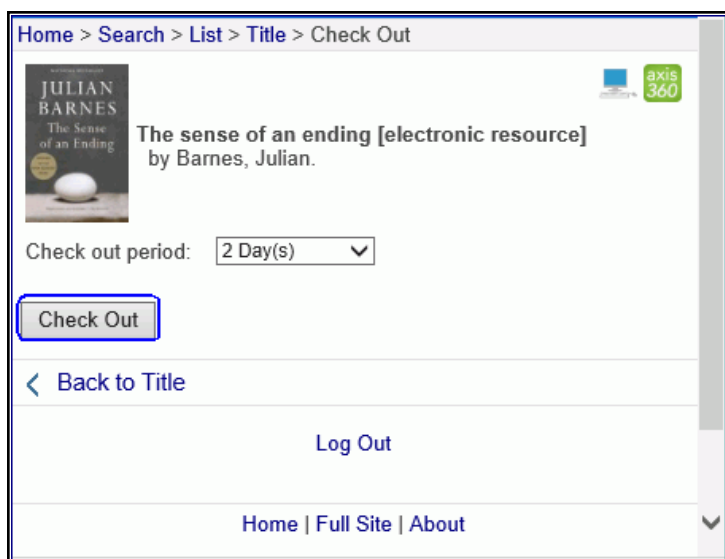 Home > Search > List > Title > Check Out
JULIAN
BARNES
The Sense
of an Ending
axis
360
The sense of an ending [electronic resource]
by Barnes, Julian.
Check out period: 2 Day(s)
Check Out
Back to Title
Log Out
Home | Full Site | About